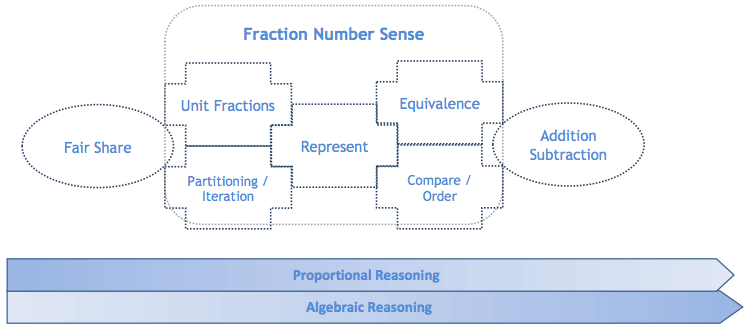 Fraction Number Sense
Unit Fractions
Equivalence
Fair Share
Represent
Addition
Subtraction
Partitioning /
Iteration
Compare /
Order
Proportional Reasoning
Algebraic Reasoning